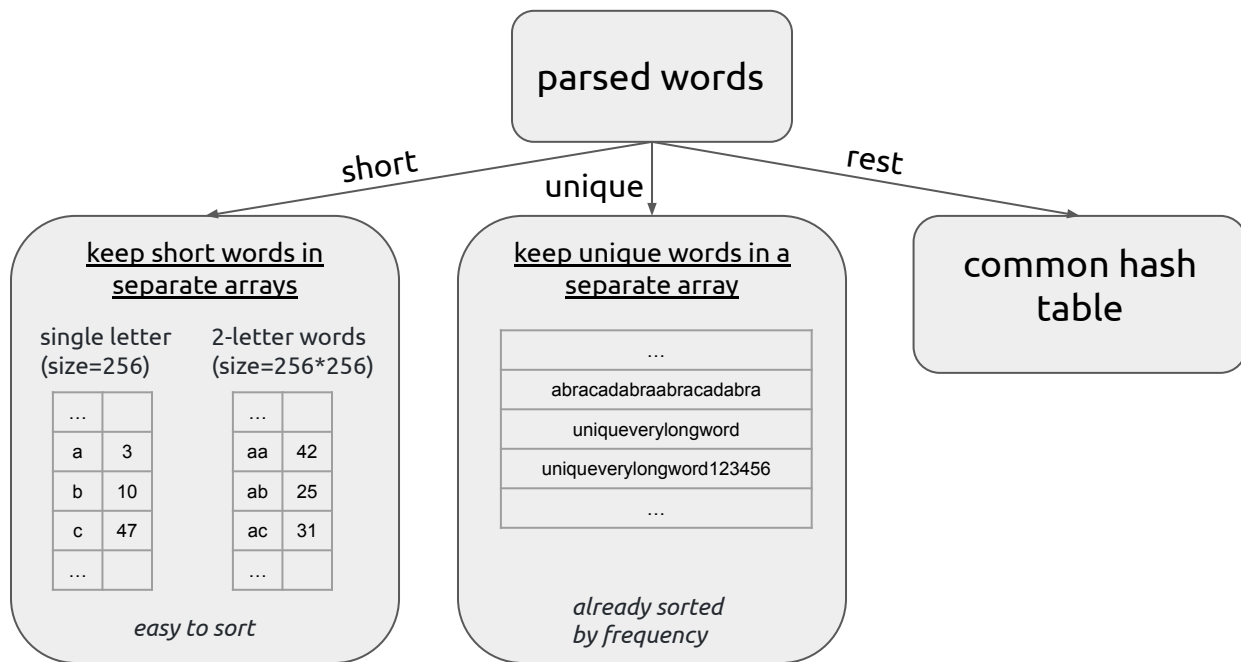 parsed words
short
unique
rest
keep short words in
separate arrays
single letter
(size=256)
2-letter words
(size=256*256)
...
a 3
b 10
c 47
...
...
aa 42
ab 25
ac 31
...
easy to sort
keep unique words in a
separate array
...
abracadabraabracadabra
uniqueverylongword
uniqueverylongword123456
...
already sorted
by frequency
common hash
table